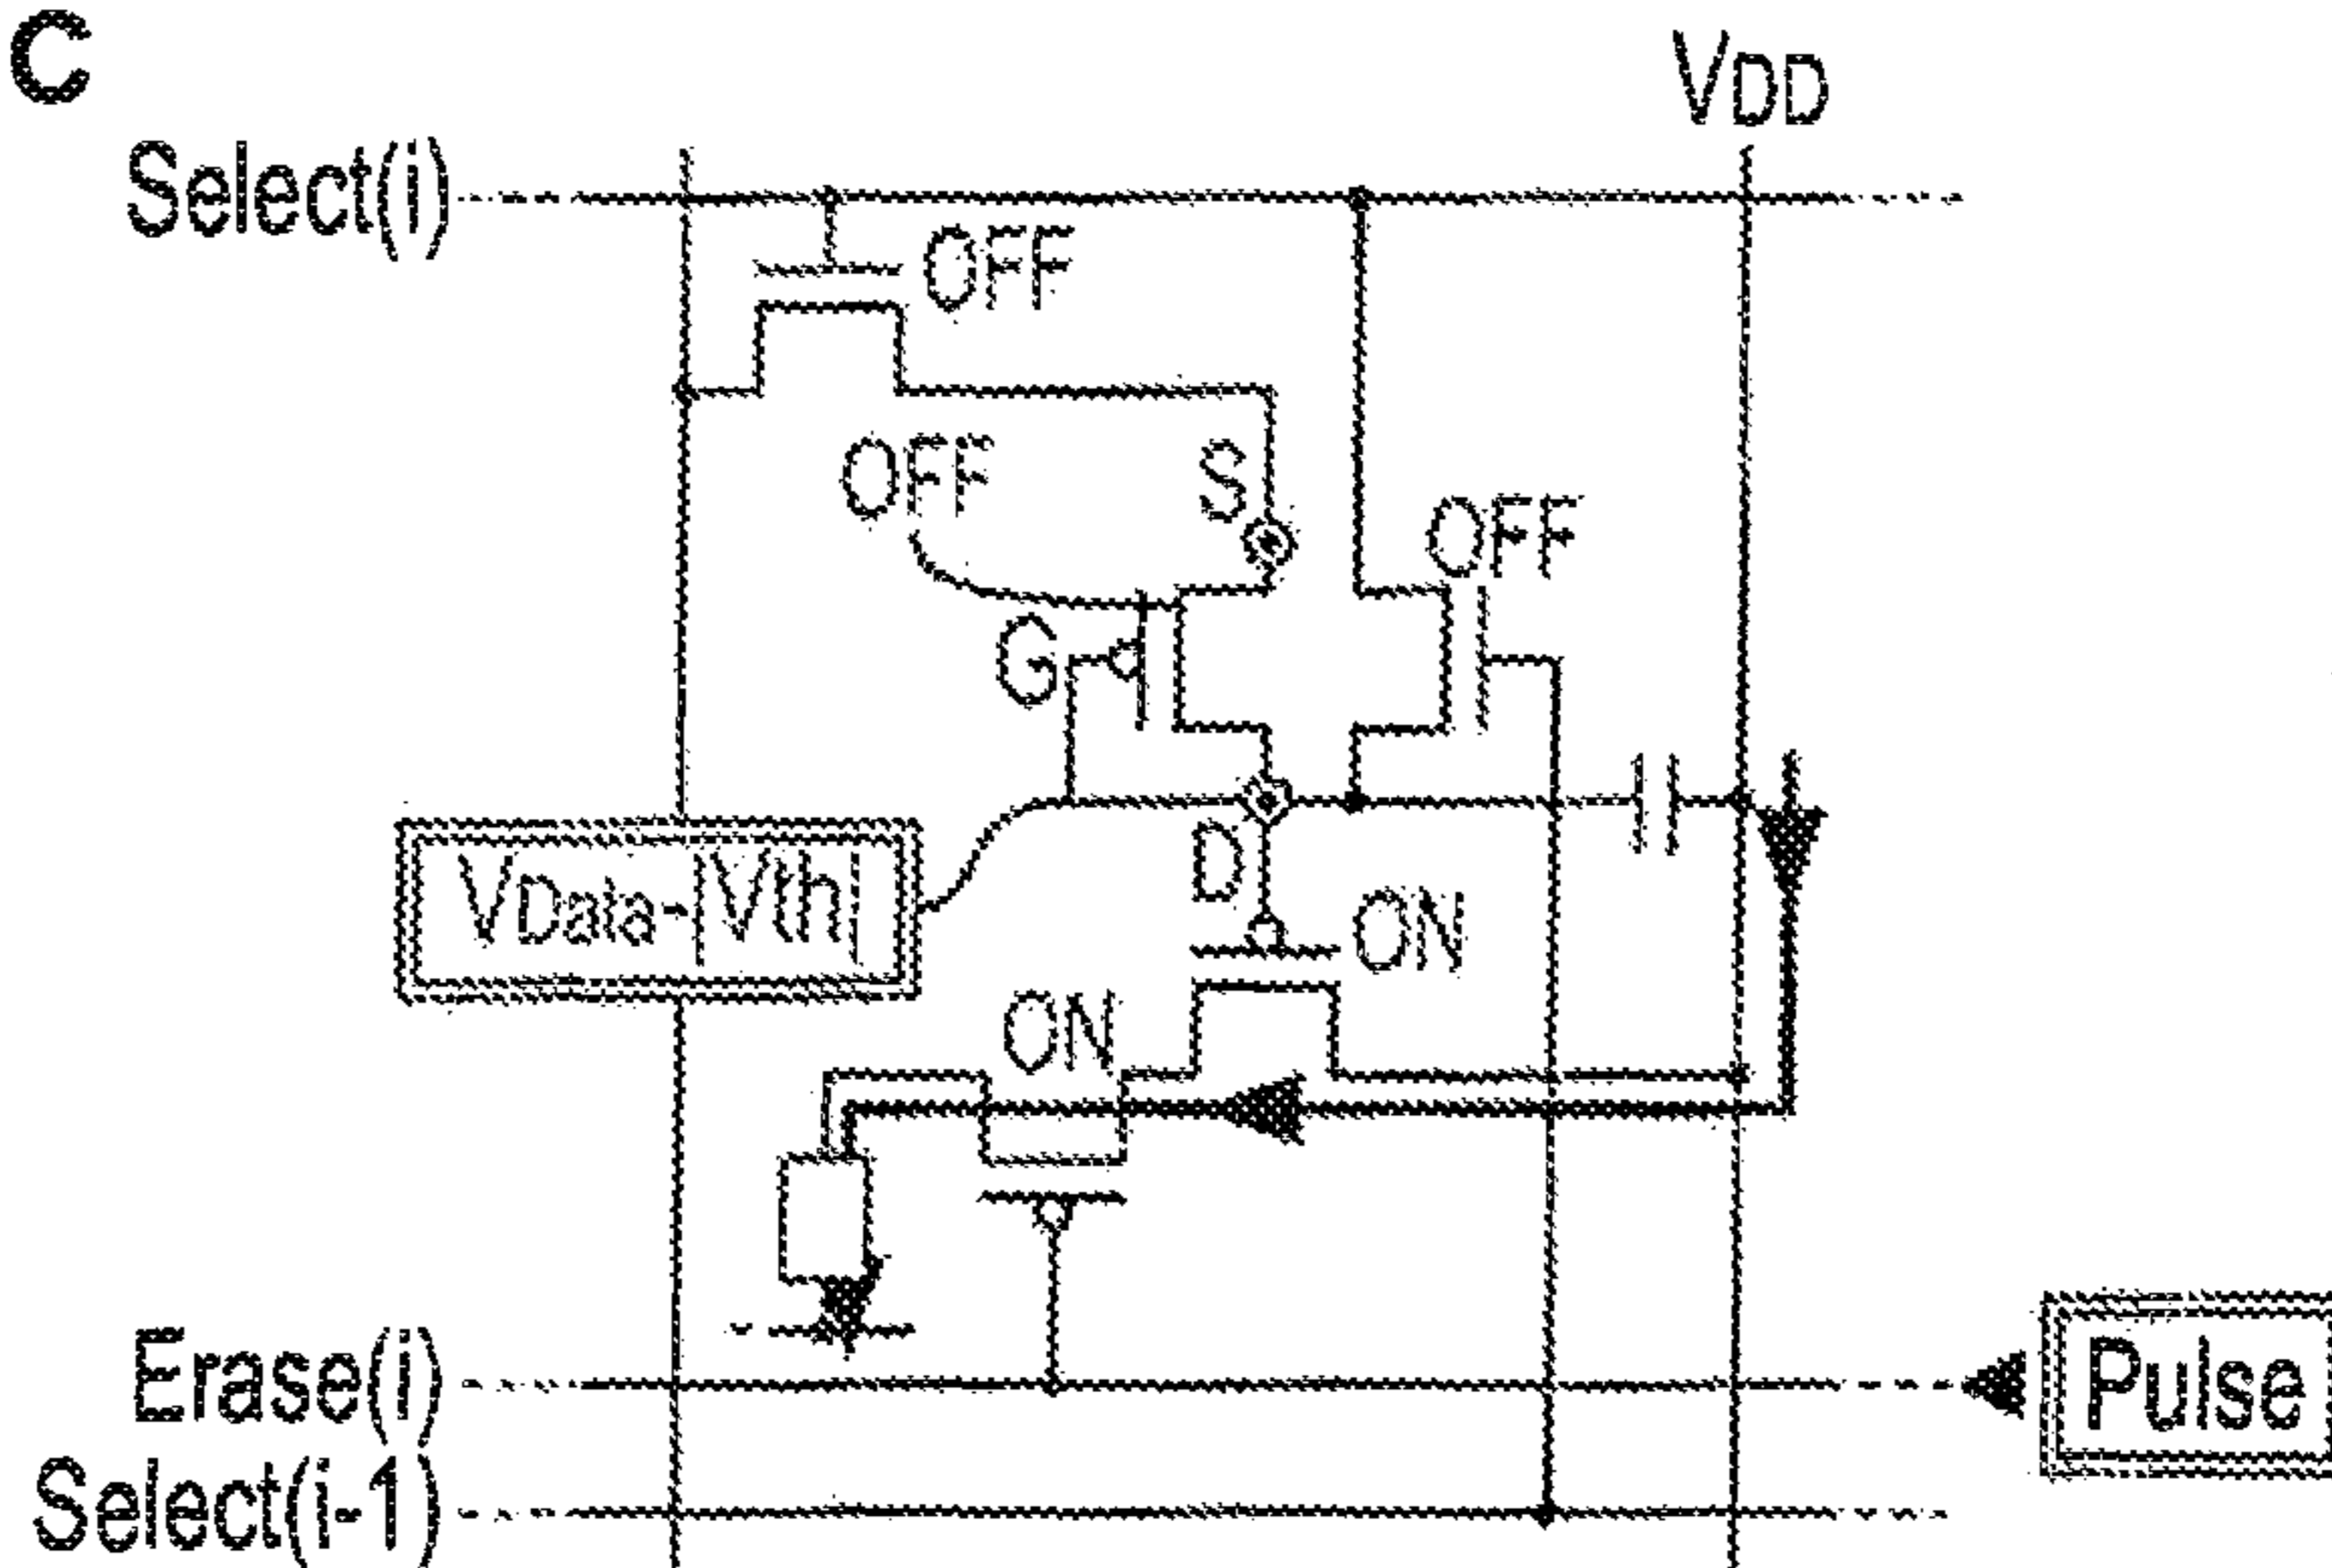 C
VDD
Select(i)
OFF
OFF
S
OFF
G
D
VData-|Vth|
ON
ON
Erase(i)
Pulse
Select(i-1)